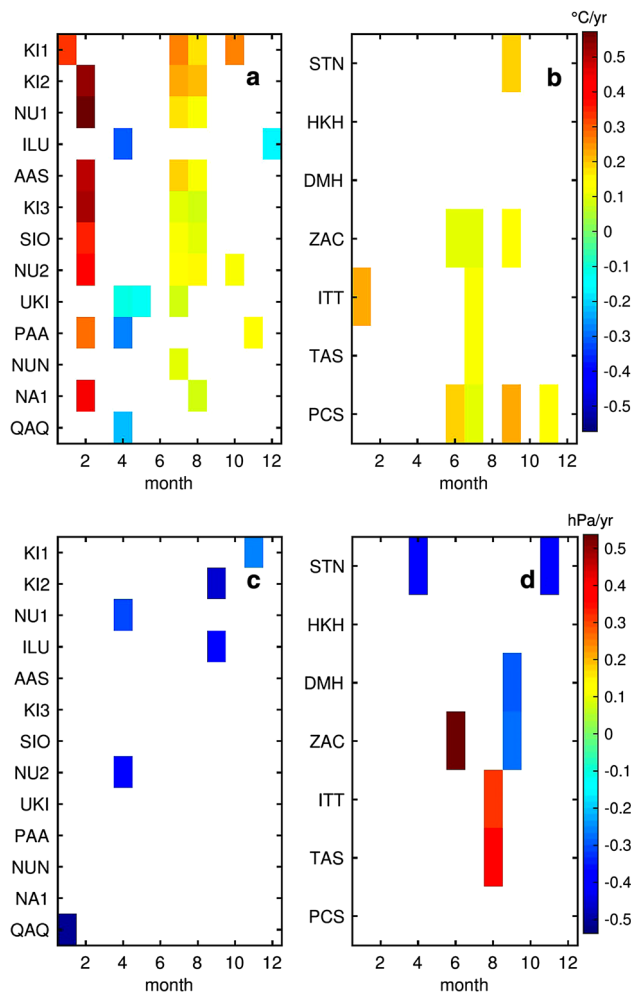 °C/yr
KI1
KI2
NU1
ILU
AAS
KI3
SIO
NU2
UKI
PAA
NUN
NA1
QAQ
a
2 4 6 8 10 12
month
STN
HKH
DMH
ZAC
ITT
TAS
PCS
b
2 4 6 8 10 12
month
0.5
0.4
0.3
0.2
0.1
0
-0.1
-0.2
-0.3
-0.4
-0.5
hPa/yr
KI1
KI2
NU1
ILU
AAS
KI3
SIO
NU2
UKI
PAA
NUN
NA1
QAQ
c
2 4 6 8 10 12
month
STN
HKH
DMH
ZAC
ITT
TAS
PCS
d
2 4 6 8 10 12
month
0.5
0.4
0.3
0.2
0.1
0
-0.1
-0.2
-0.3
-0.4
-0.5